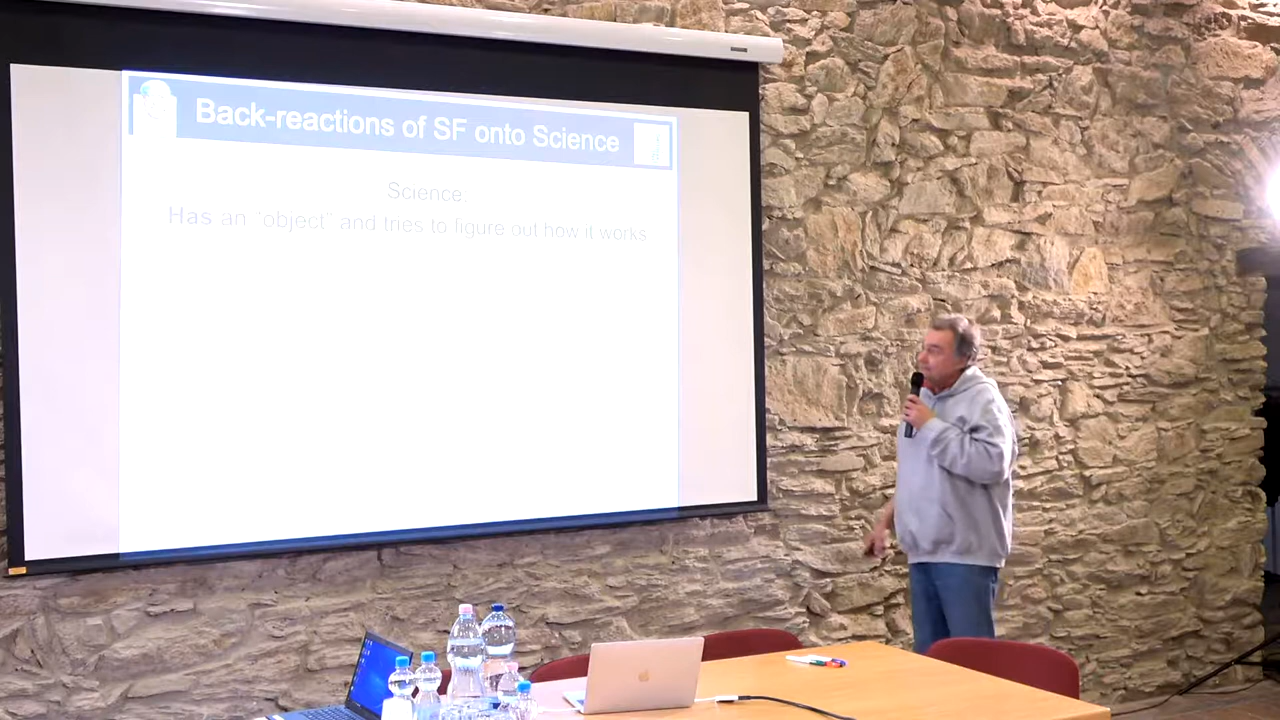 Back-reactions of SF onto Science
Science:
Has an "object" and tries to figure out how it works